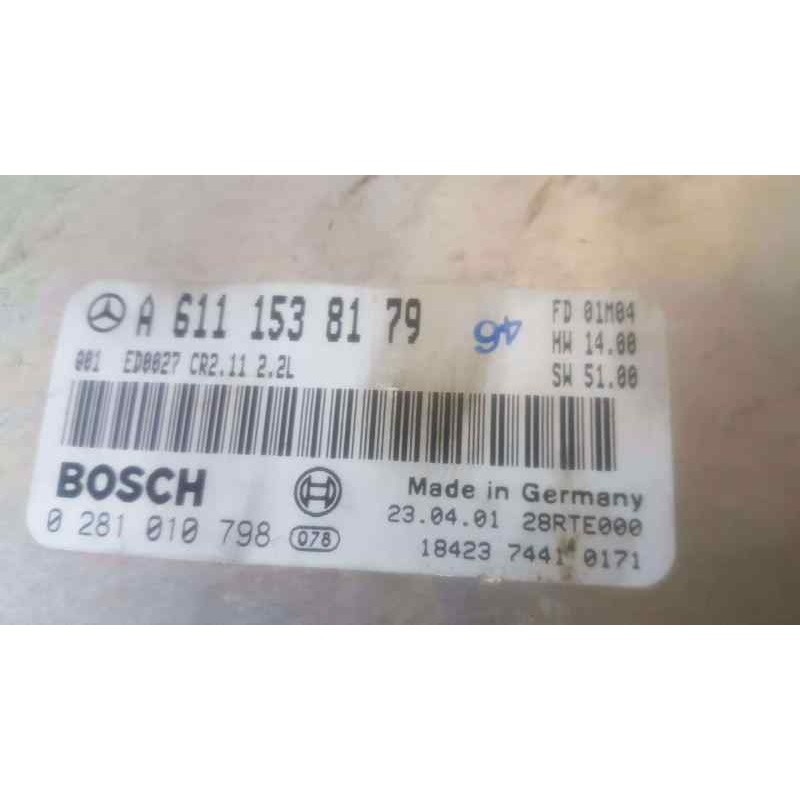 A 611 153 81 79
46
FD 01M04
HW 14.00
SW 51.00
001 ED0027 CR2.11 2.2L
BOSCH
0 281 010 798 078
Made in Germany
23.04.01 28RTE000
18423 7441 0171